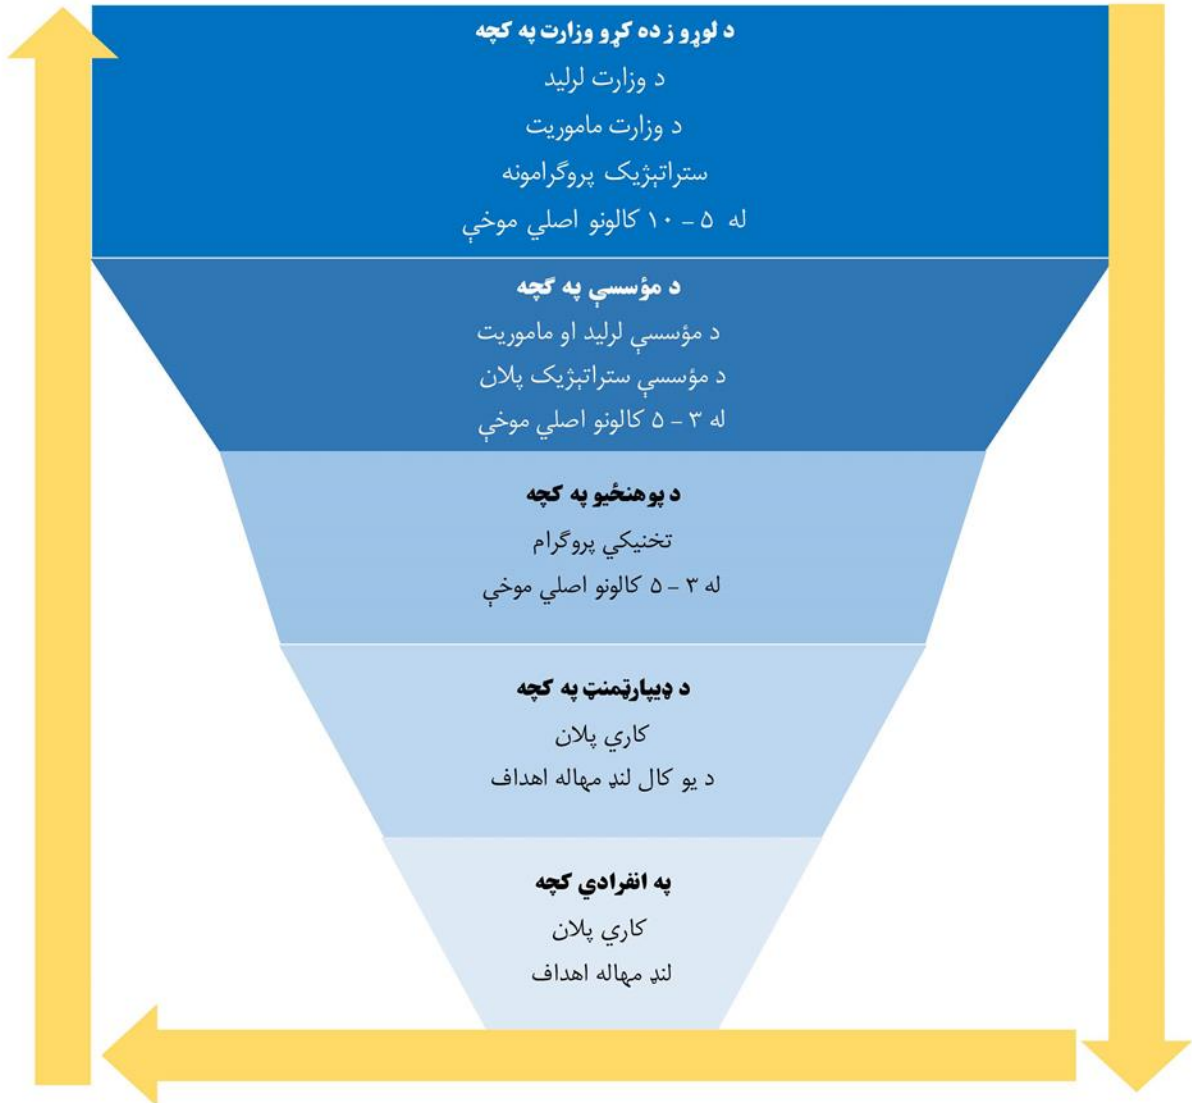 د لوړو زده کړو وزارت په کچه
د وزارت لرلید
د وزارت ماموریت
ستراتېژیک پروګرامونه
له ۵ – ۱۰ کالونو اصلي موخې
د مؤسسې په ګچه
د مؤسسې لرلید او ماموریت
د مؤسسې ستراتېژیک پلان
له ۳ – ۵ کالونو اصلي موخې
د پوهنځیو په کچه
تخنیکي پروګرام
له ۳ – ۵ کالونو اصلي موخې
د ډیپارټمنټ په کچه
کاري پلان
د یو کال لنډ مهاله اهداف
په انفرادي کچه
کاري پلان
لنډ مهاله اهداف